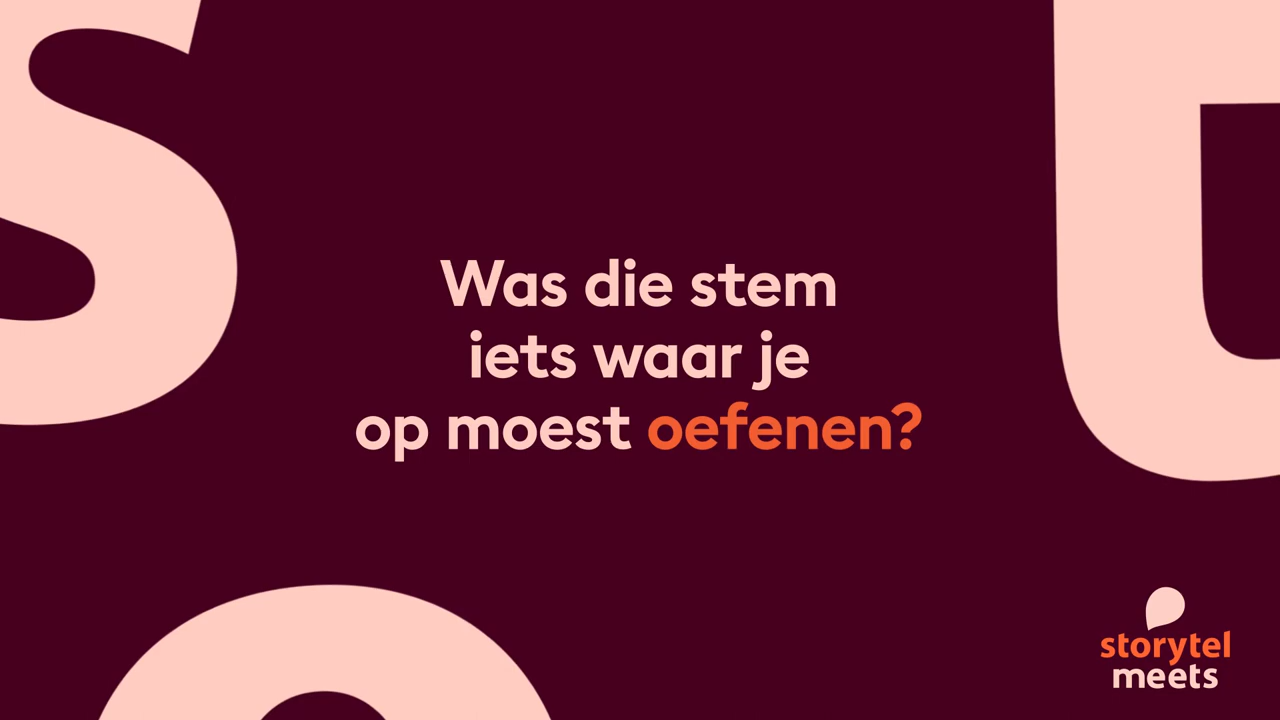 Was die stem
iets waar je
op moest oefenen?
storytel
meets